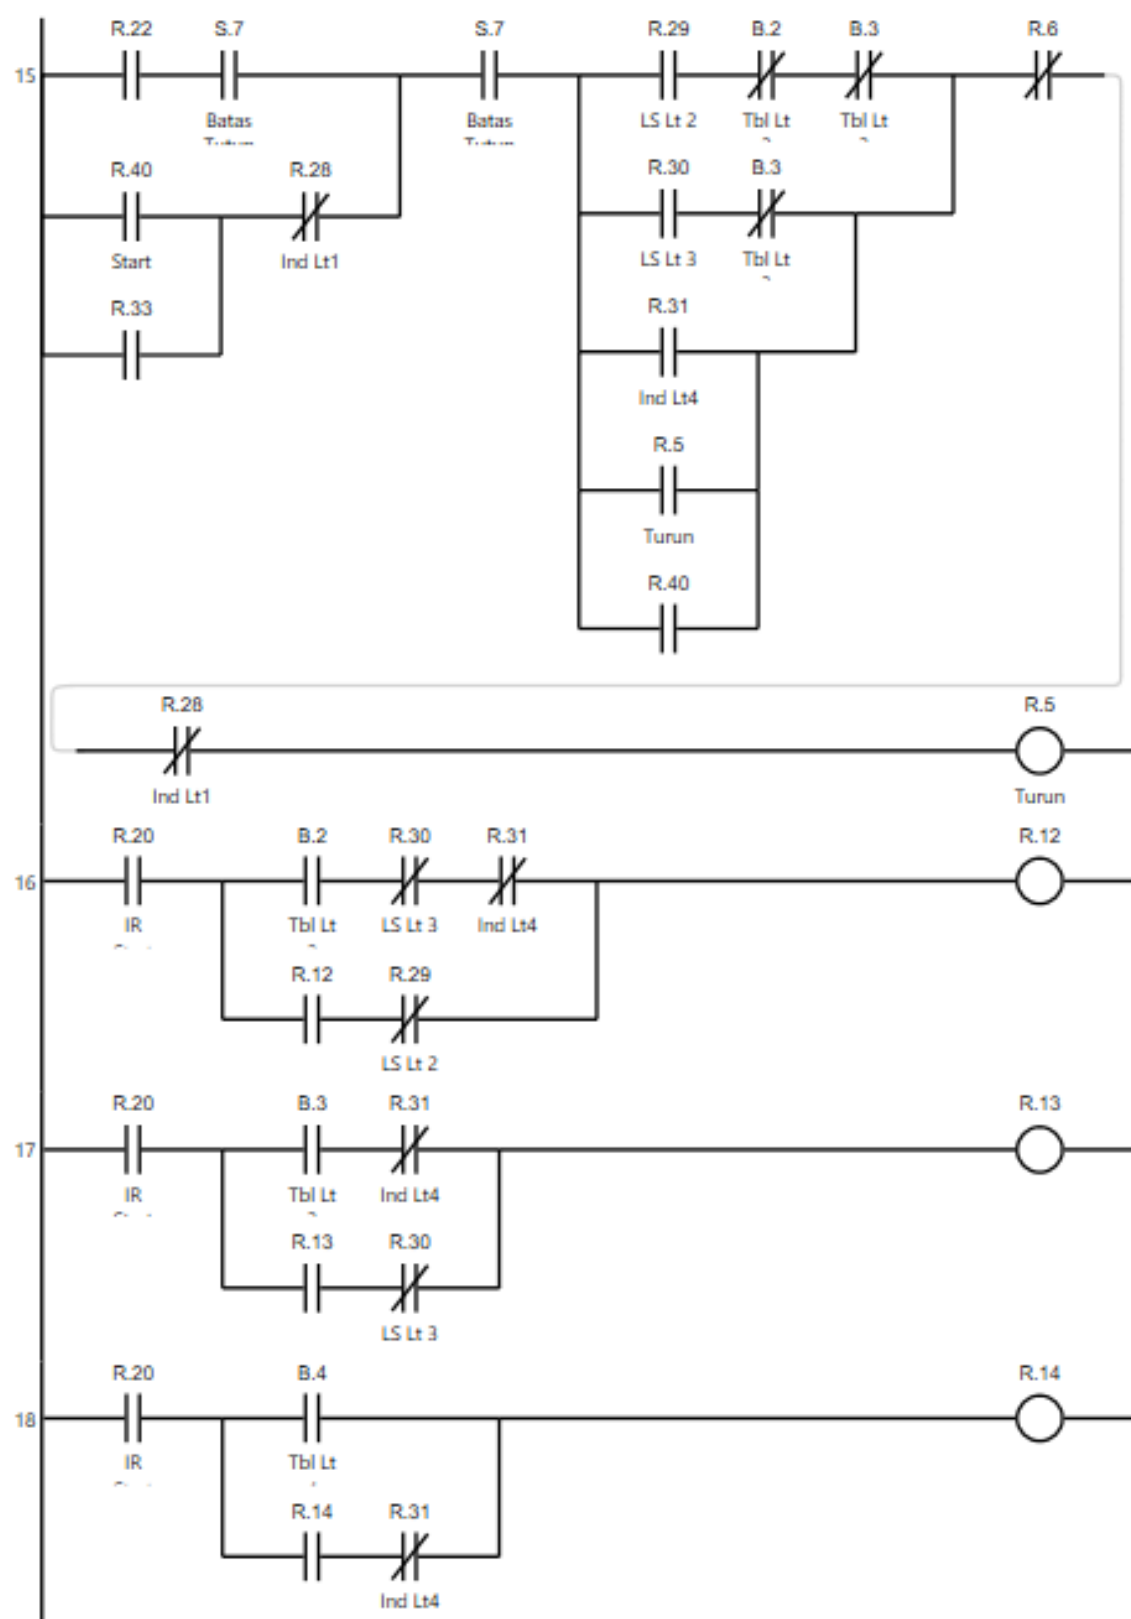 R.22 S.7 S.7 R.29 B.2 B.3 R.6
15
Batas Batas LS Lt 2 Tbl Lt Tbl Lt
R.40 R.28 R.30 B.3
Start Ind Lt1 LS Lt 3 Tbl Lt
R.33 R.31
Ind Lt4
R.5
Turun
R.40
R.28 R.5
Ind Lt1 Turun
R.20 B.2 R.30 R.31 R.12
16
IR Tbl Lt LS Lt 3 Ind Lt4
R.12 R.29
LS Lt 2
R.20 B.3 R.31 R.13
17
IR Tbl Lt Ind Lt4
R.13 R.30
LS Lt 3
R.20 B.4 R.14
18
IR Tbl Lt
R.14 R.31
Ind Lt4